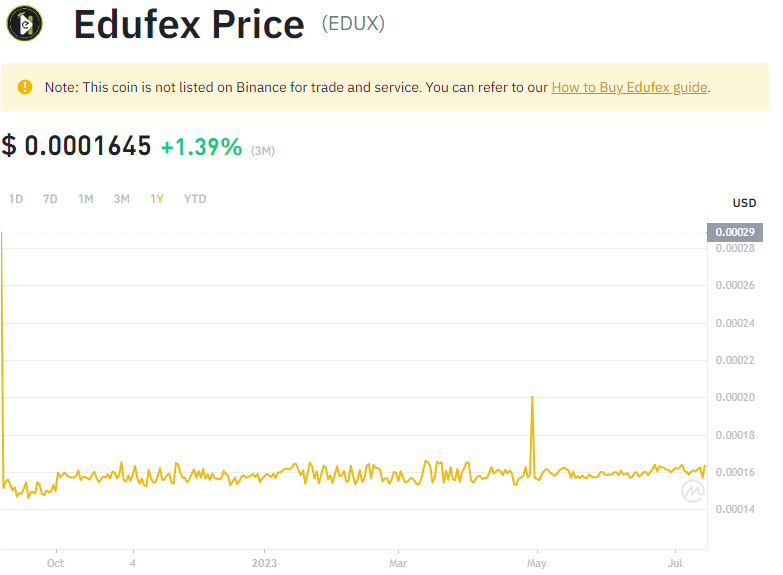 Edufex Price (EDUX)
Note: This coin is not listed on Binance for trade and service. You can refer to our How to Buy Edufex guide.
$ 0.0001645 +1.39% (3M)
1D 7D 1M 3M 1Y YTD
USD
0.00029
0.00028
0.00026
0.00024
0.00022
0.00020
0.00018
0.00016
0.00014
Oct 4 2023 Mar May Jul